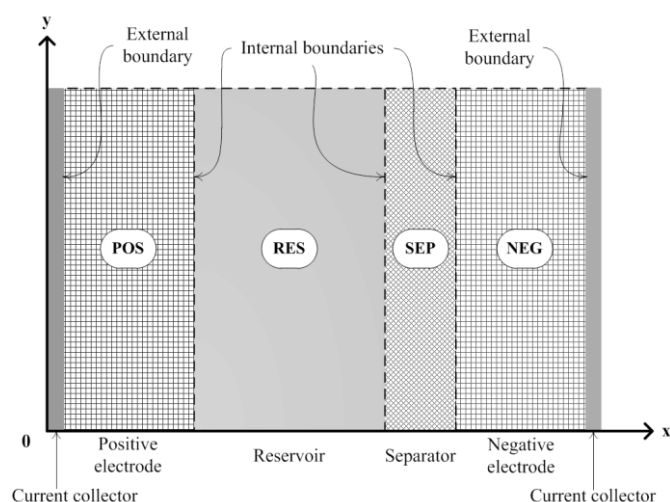 y
External
boundary
Internal boundaries
External
boundary
POS
RES
SEP
NEG
0
x
Positive
electrode
Reservoir
Separator
Negative
electrode
Current collector
Current collector